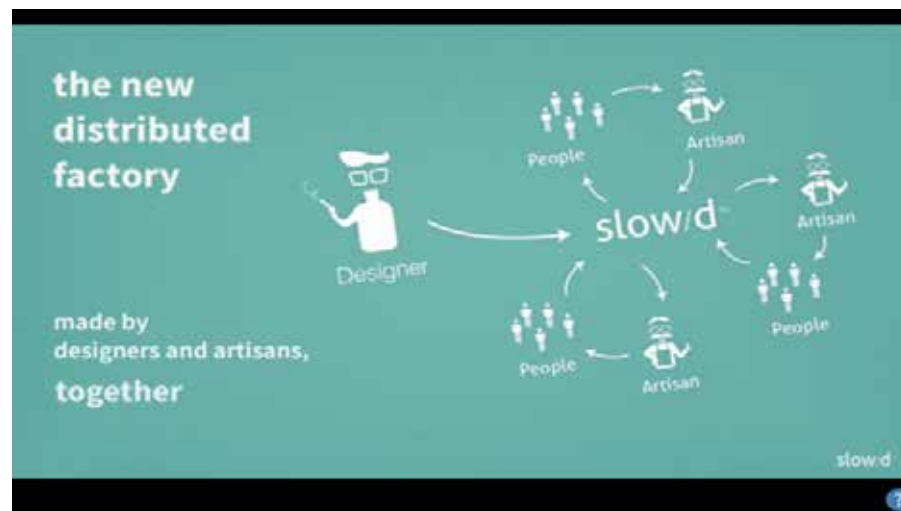 the new
distributed
factory
made by
designers and artisans,
together
Designer
People
Artisan
slow/d
Artisan
People
People
Artisan
slow/d
?